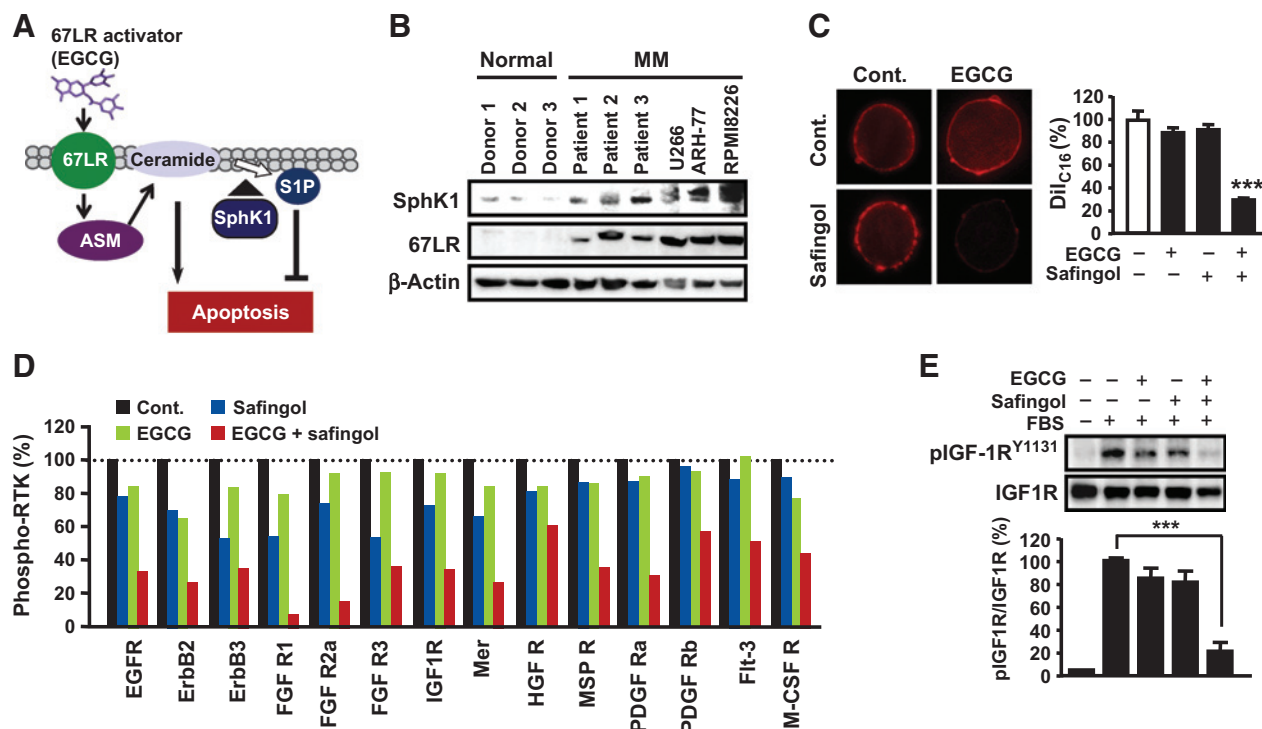 A
67LR activator
(EGCG)
67LR
Ceramide
S1P
SphK1
ASM
Apoptosis
B
Normal MM
Donor 1
Donor 2
Donor 3
Patient 1
Patient 2
Patient 3
U266
ARH-77
RPMI8226
SphK1
67LR
β-Actin
C
Cont. EGCG
Cont.
Safingol
DiIC16 (%)
120
100
80
60
40
20
0
***
EGCG – + – +
Safingol – – + +
D
Cont. Safingol
EGCG EGCG + safingol
Phospho-RTK (%)
120
100
80
60
40
20
0
EGFR
ErbB2
ErbB3
FGF R1
FGF R2a
FGF R3
IGF1R
Mer
HGF R
MSP R
PDGF Ra
PDGF Rb
Flt-3
M-CSF R
E
EGCG – – + – +
Safingol – – – + +
FBS – + + + +
pIGF-1RY1131
IGF1R
pIGF1R/IGF1R (%)
***
120
100
80
60
40
20
0